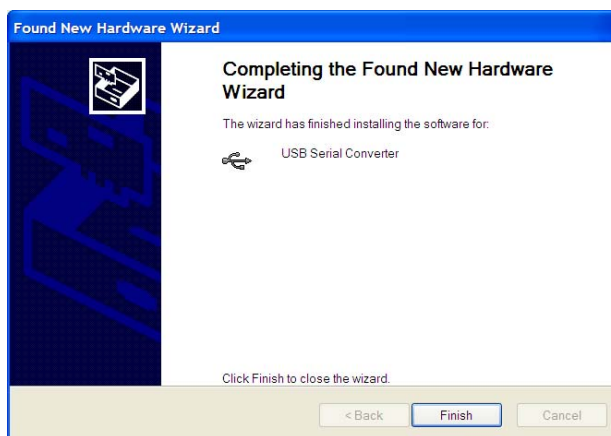 Found New Hardware Wizard
Completing the Found New Hardware
Wizard
The wizard has finished installing the software for:
USB Serial Converter
Click Finish to close the wizard.
< Back Finish Cancel